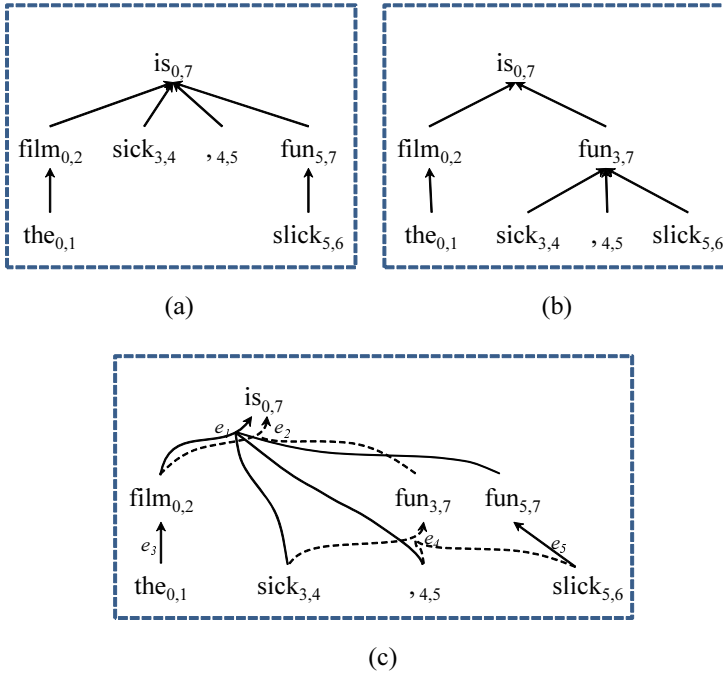 is0,7
film0,2 sick3,4 , 4,5 fun5,7
the0,1 slick5,6
(a)
is0,7
film0,2 fun3,7
the0,1 sick3,4 , 4,5 slick5,6
(b)
is0,7
e1 e2
film0,2 fun3,7 fun5,7
e3 e4 e5
the0,1 sick3,4 , 4,5 slick5,6
(c)